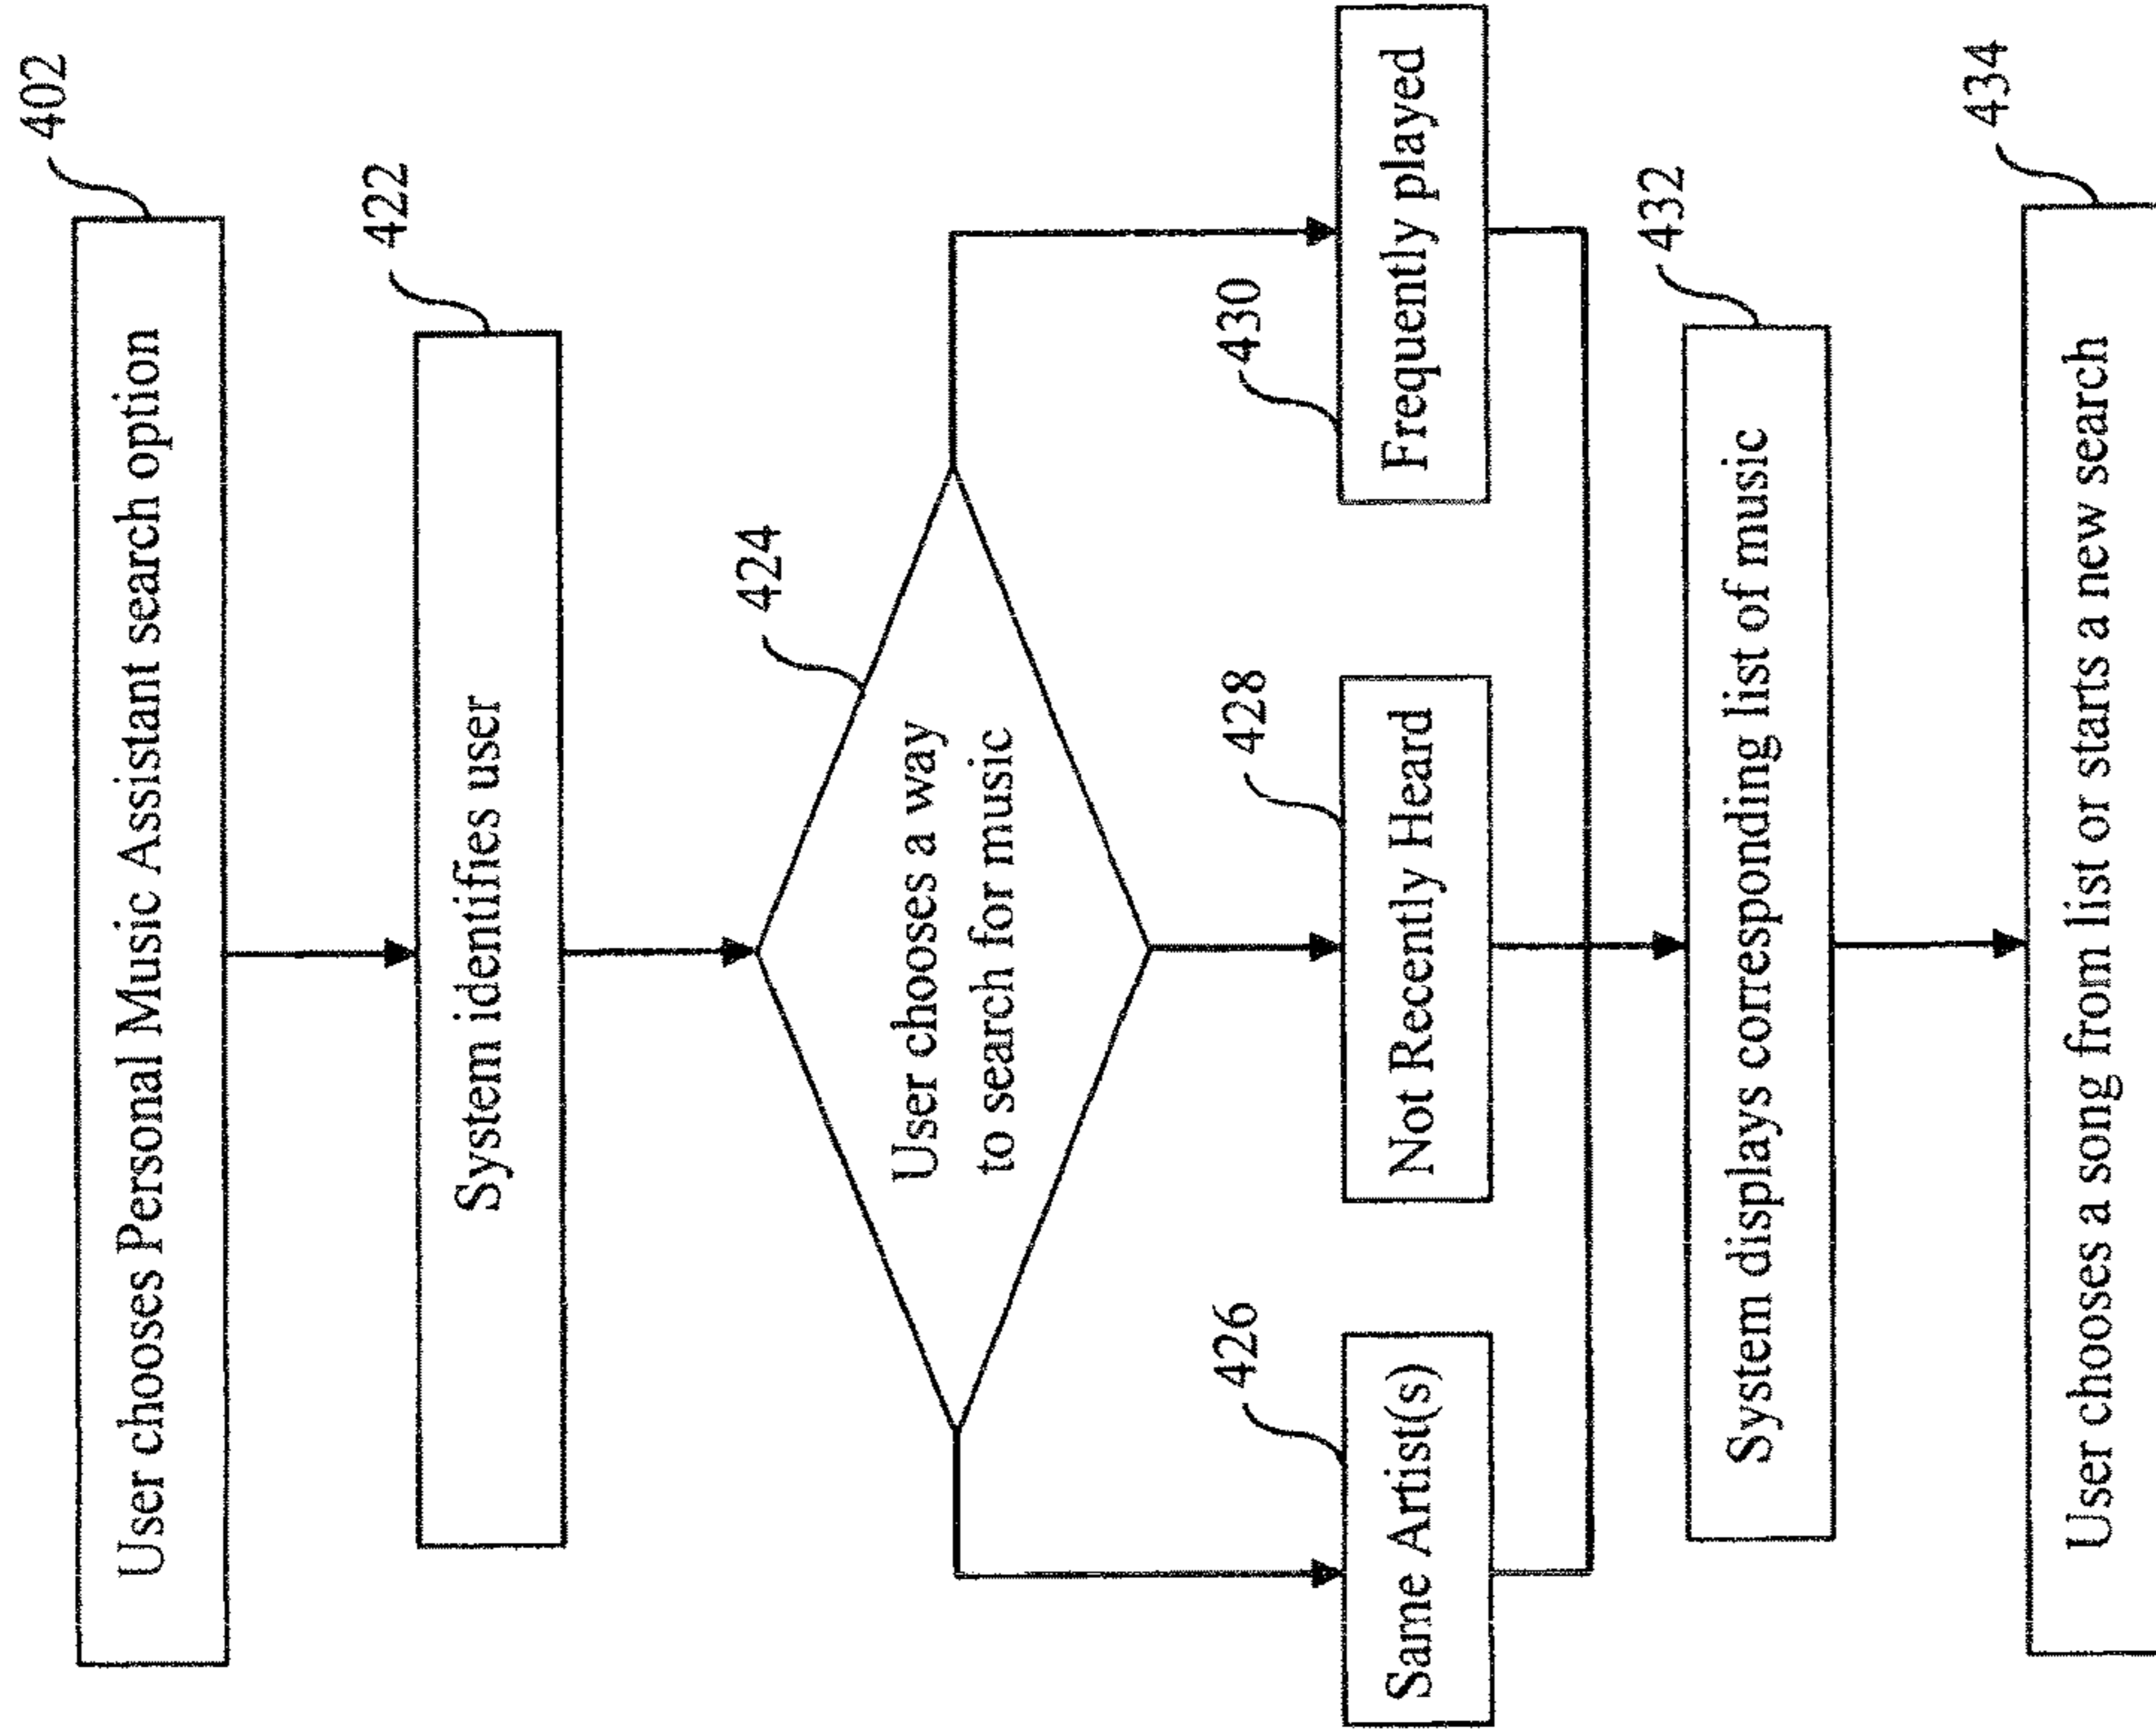 402
User chooses Personal Music Assistant search option
422
System identifies user
424
User chooses a way
to search for music
426
Same Artist(s)
428
Not Recently Heard
430
Frequently played
432
System displays corresponding list of music
434
User chooses a song from list or starts a new search